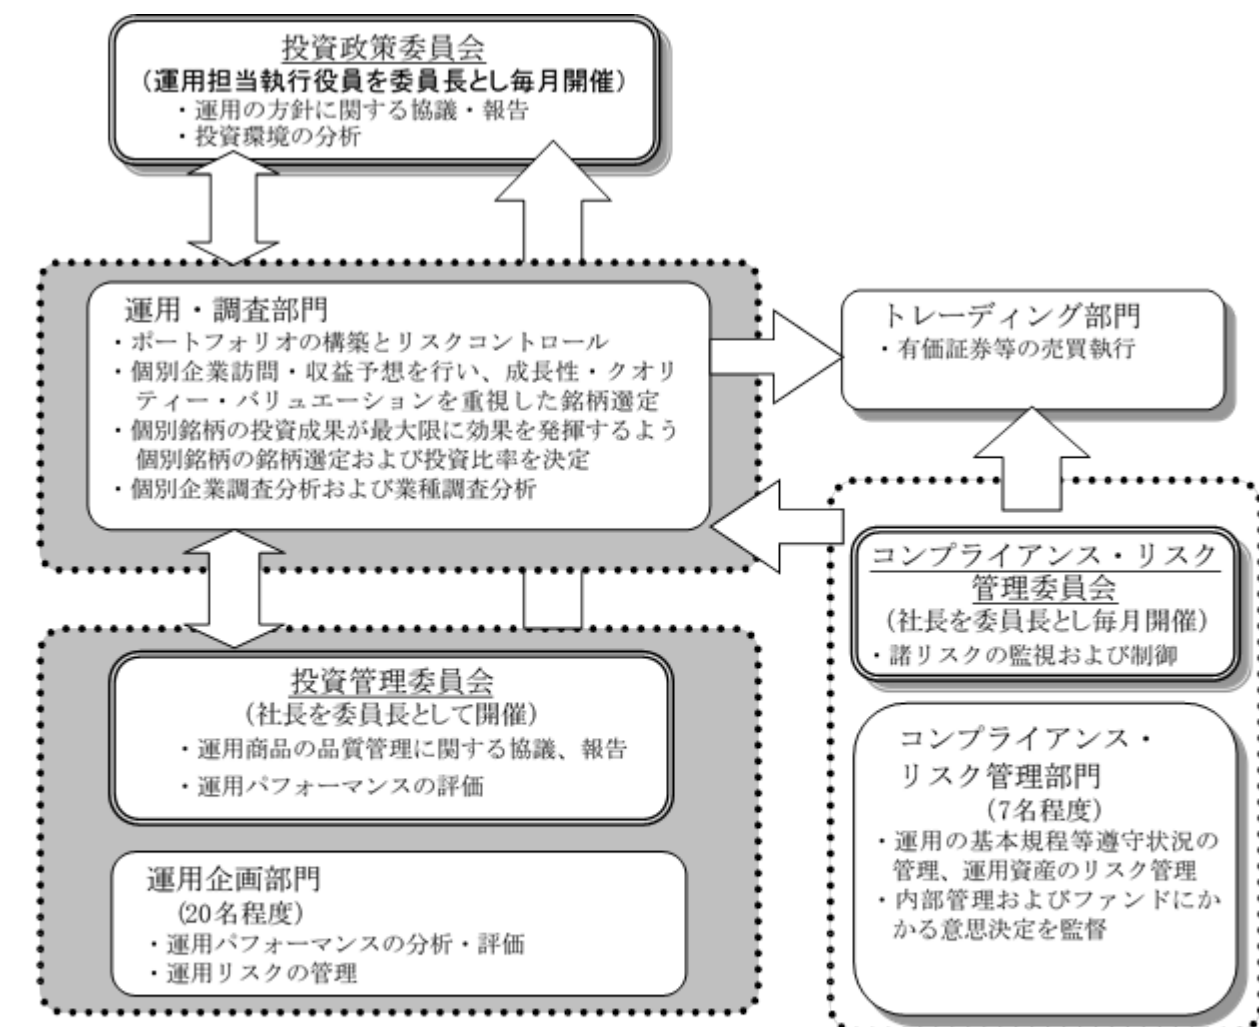 投資政策委員会
(運用担当執行役員を委員長とし毎月開催)
・運用の方針に関する協議・報告
・投資環境の分析
運用・調査部門
・ポートフォリオの構築とリスクコントロール
・個別企業訪問・収益予想を行い、成長性・クオリ
ティー・バリュエーションを重視した銘柄選定
・個別銘柄の投資成果が最大限に効果を発揮するよう
個別銘柄の銘柄選定および投資比率を決定
・個別企業調査分析および業種調査分析
トレーディング部門
・有価証券等の売買執行
投資管理委員会
(社長を委員長として開催)
・運用商品の品質管理に関する協議、報告
・運用パフォーマンスの評価
運用企画部門
(20名程度)
・運用パフォーマンスの分析・評価
・運用リスクの管理
コンプライアンス・リスク
管理委員会
(社長を委員長とし毎月開催)
・諸リスクの監視および制御
コンプライアンス・
リスク管理部門
(7名程度)
・運用の基本規程等遵守状況の
管理、運用資産のリスク管理
・内部管理およびファンドにか
かる意思決定を監督